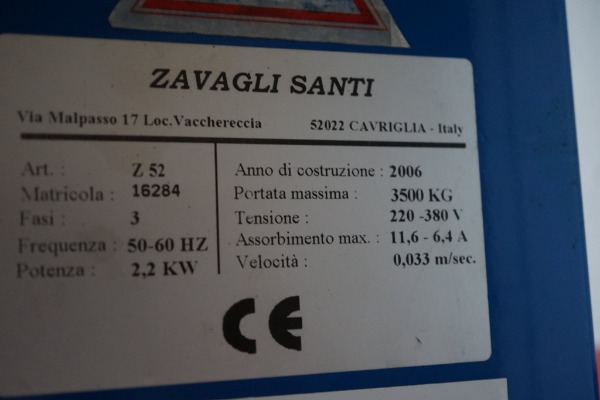 ZAVAGLI SANTI
Via Malpasso 17 Loc.Vacchereccia 52022 CAVRIGLIA - Italy
Art. : Z 52
Matricola : 16284
Fasi : 3
Frequenza : 50-60 HZ
Potenza : 2,2 KW
Anno di costruzione : 2006
Portata massima : 3500 KG
Tensione : 220 -380 V
Assorbimento max. : 11,6 - 6,4 A
Velocità : 0,033 m/sec.
CE